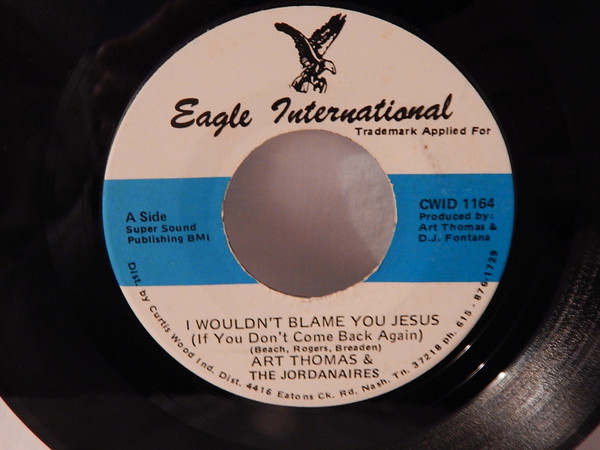 Eagle International
Trademark Applied For
A Side
Super Sound
Publishing BMI
CWID 1164
Produced by:
Art Thomas &
D.J. Fontana
I WOULDN'T BLAME YOU JESUS
(If You Don't Come Back Again)
(Beach, Rogers, Breaden)
ART THOMAS &
THE JORDANAIRES
Dist. by Curtis Wood Ind. Dist. 4416 Eatons Ck. Rd. Nash. Tn. 37218 ph. 615 - 876-1729